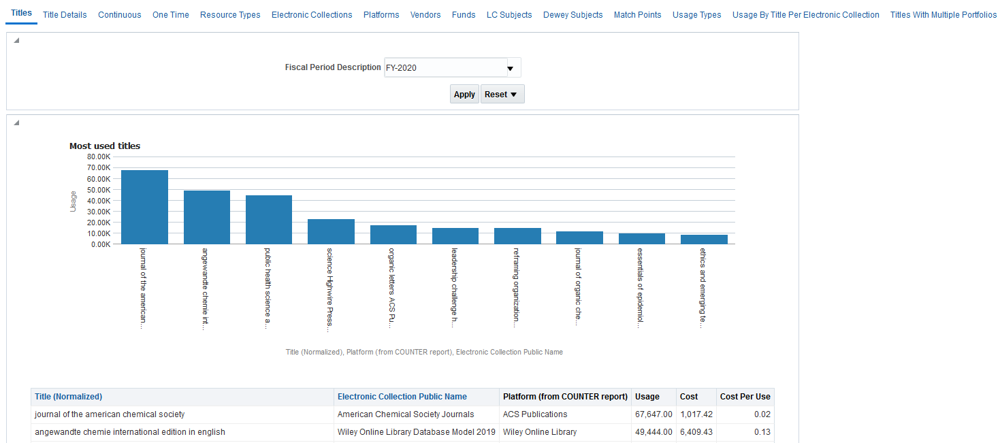 Titles Title Details Continuous One Time Resource Types Electronic Collections Platforms Vendors Funds LC Subjects Dewey Subjects Match Points Usage Types Usage By Title Per Electronic Collection Titles With Multiple Portfolios
Fiscal Period Description FY-2020
Apply Reset
Most used titles
80.00K
70.00K
60.00K
50.00K
40.00K
30.00K
20.00K
10.00K
0.00K
Usage
journal of the american...
angewandte chemie int...
public health science a...
science Highwire Press...
organic letters ACS Pu...
leadership challenge h...
reframing organization...
journal of organic che...
essentials of epidemiol...
ethics and emerging te...
Title (Normalized), Platform (from COUNTER report), Electronic Collection Public Name
Title (Normalized) Electronic Collection Public Name Platform (from COUNTER report) Usage Cost Cost Per Use
journal of the american chemical society American Chemical Society Journals ACS Publications 67,647.00 1,017.42 0.02
angewandte chemie international edition in english Wiley Online Library Database Model 2019 Wiley Online Library 49,444.00 6,409.43 0.13